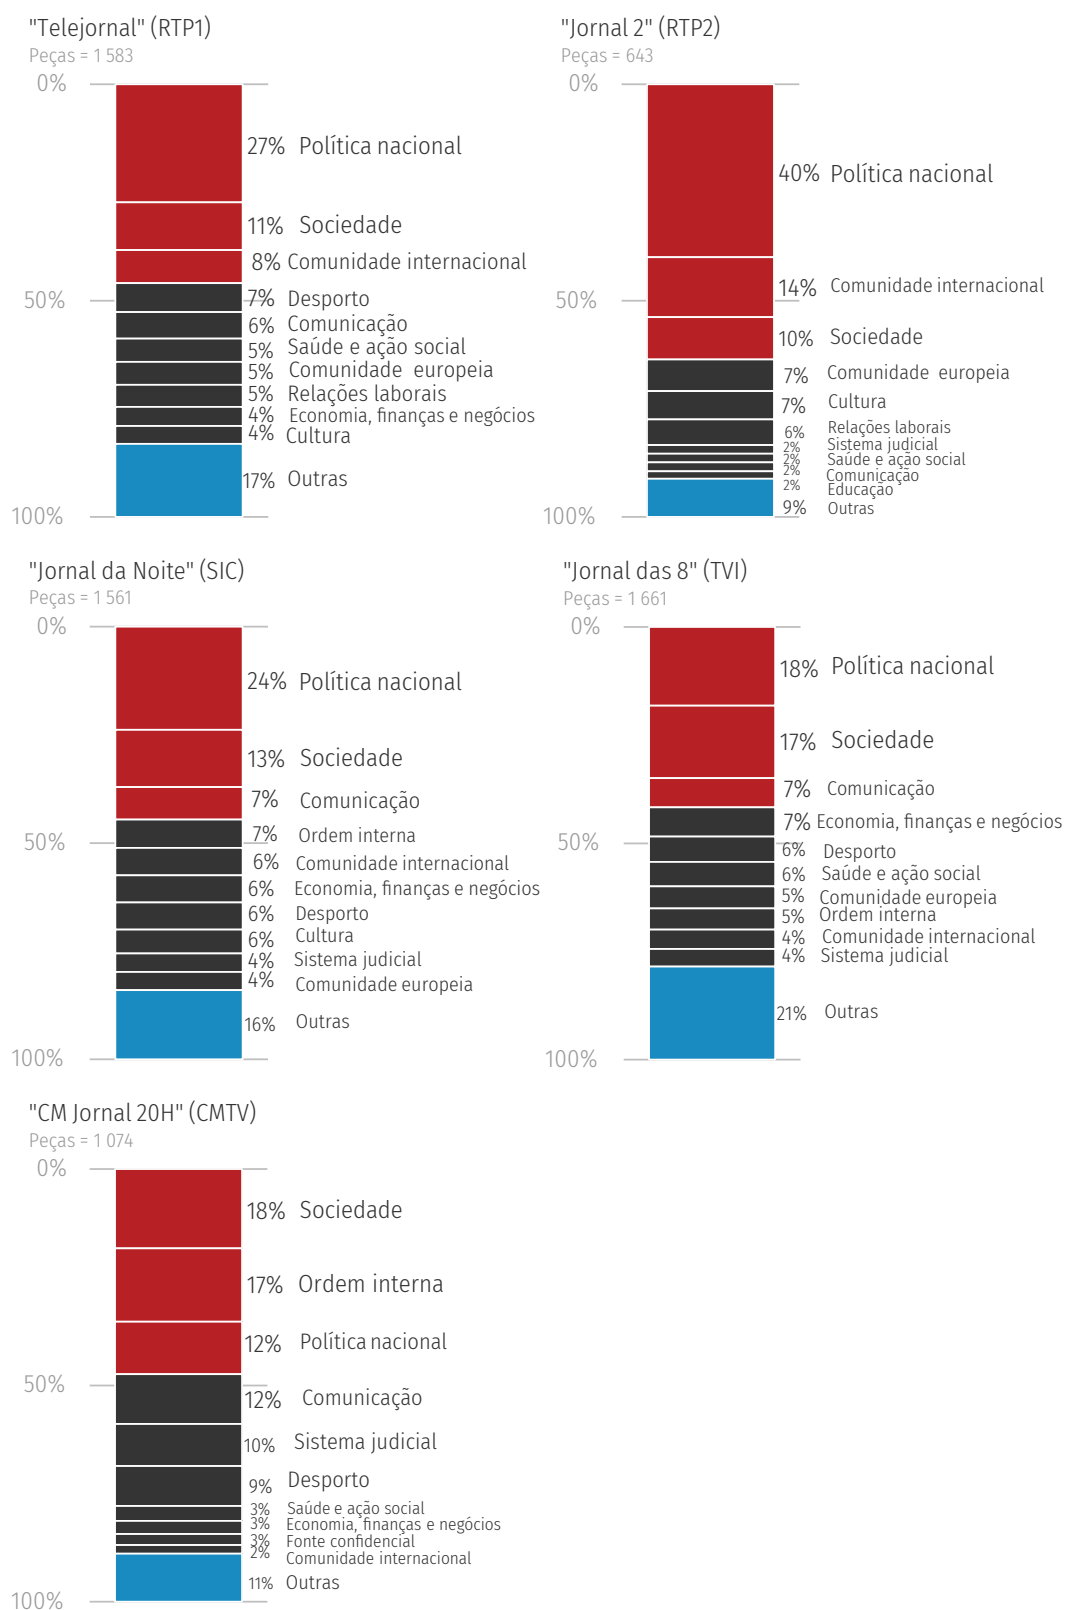 "Telejornal" (RTP1)
Peças = 1 583
0%
27% Política nacional
11% Sociedade
8% Comunidade internacional
50%
7% Desporto
6% Comunicação
5% Saúde e ação social
5% Comunidade europeia
5% Relações laborais
4% Economia, finanças e negócios
4% Cultura
17% Outras
100%
"Jornal 2" (RTP2)
Peças = 643
0%
40% Política nacional
14% Comunidade internacional
50%
10% Sociedade
7% Comunidade europeia
7% Cultura
6% Relações laborais
2% Sistema judicial
2% Saúde e ação social
2% Comunicação
2% Educação
9% Outras
100%
"Jornal da Noite" (SIC)
Peças = 1 561
0%
24% Política nacional
13% Sociedade
7% Comunicação
7% Ordem interna
50%
6% Comunidade internacional
6% Economia, finanças e negócios
6% Desporto
6% Cultura
4% Sistema judicial
4% Comunidade europeia
16% Outras
100%
"Jornal das 8" (TVI)
Peças = 1 661
0%
18% Política nacional
17% Sociedade
7% Comunicação
7% Economia, finanças e negócios
50%
6% Desporto
6% Saúde e ação social
5% Comunidade europeia
5% Ordem interna
4% Comunidade internacional
4% Sistema judicial
21% Outras
100%
"CM Jornal 20H" (CMTV)
Peças = 1 074
0%
18% Sociedade
17% Ordem interna
12% Política nacional
50%
12% Comunicação
10% Sistema judicial
9% Desporto
3% Saúde e ação social
3% Economia, finanças e negócios
3% Fonte confidencial
2% Comunidade internacional
11% Outras
100%